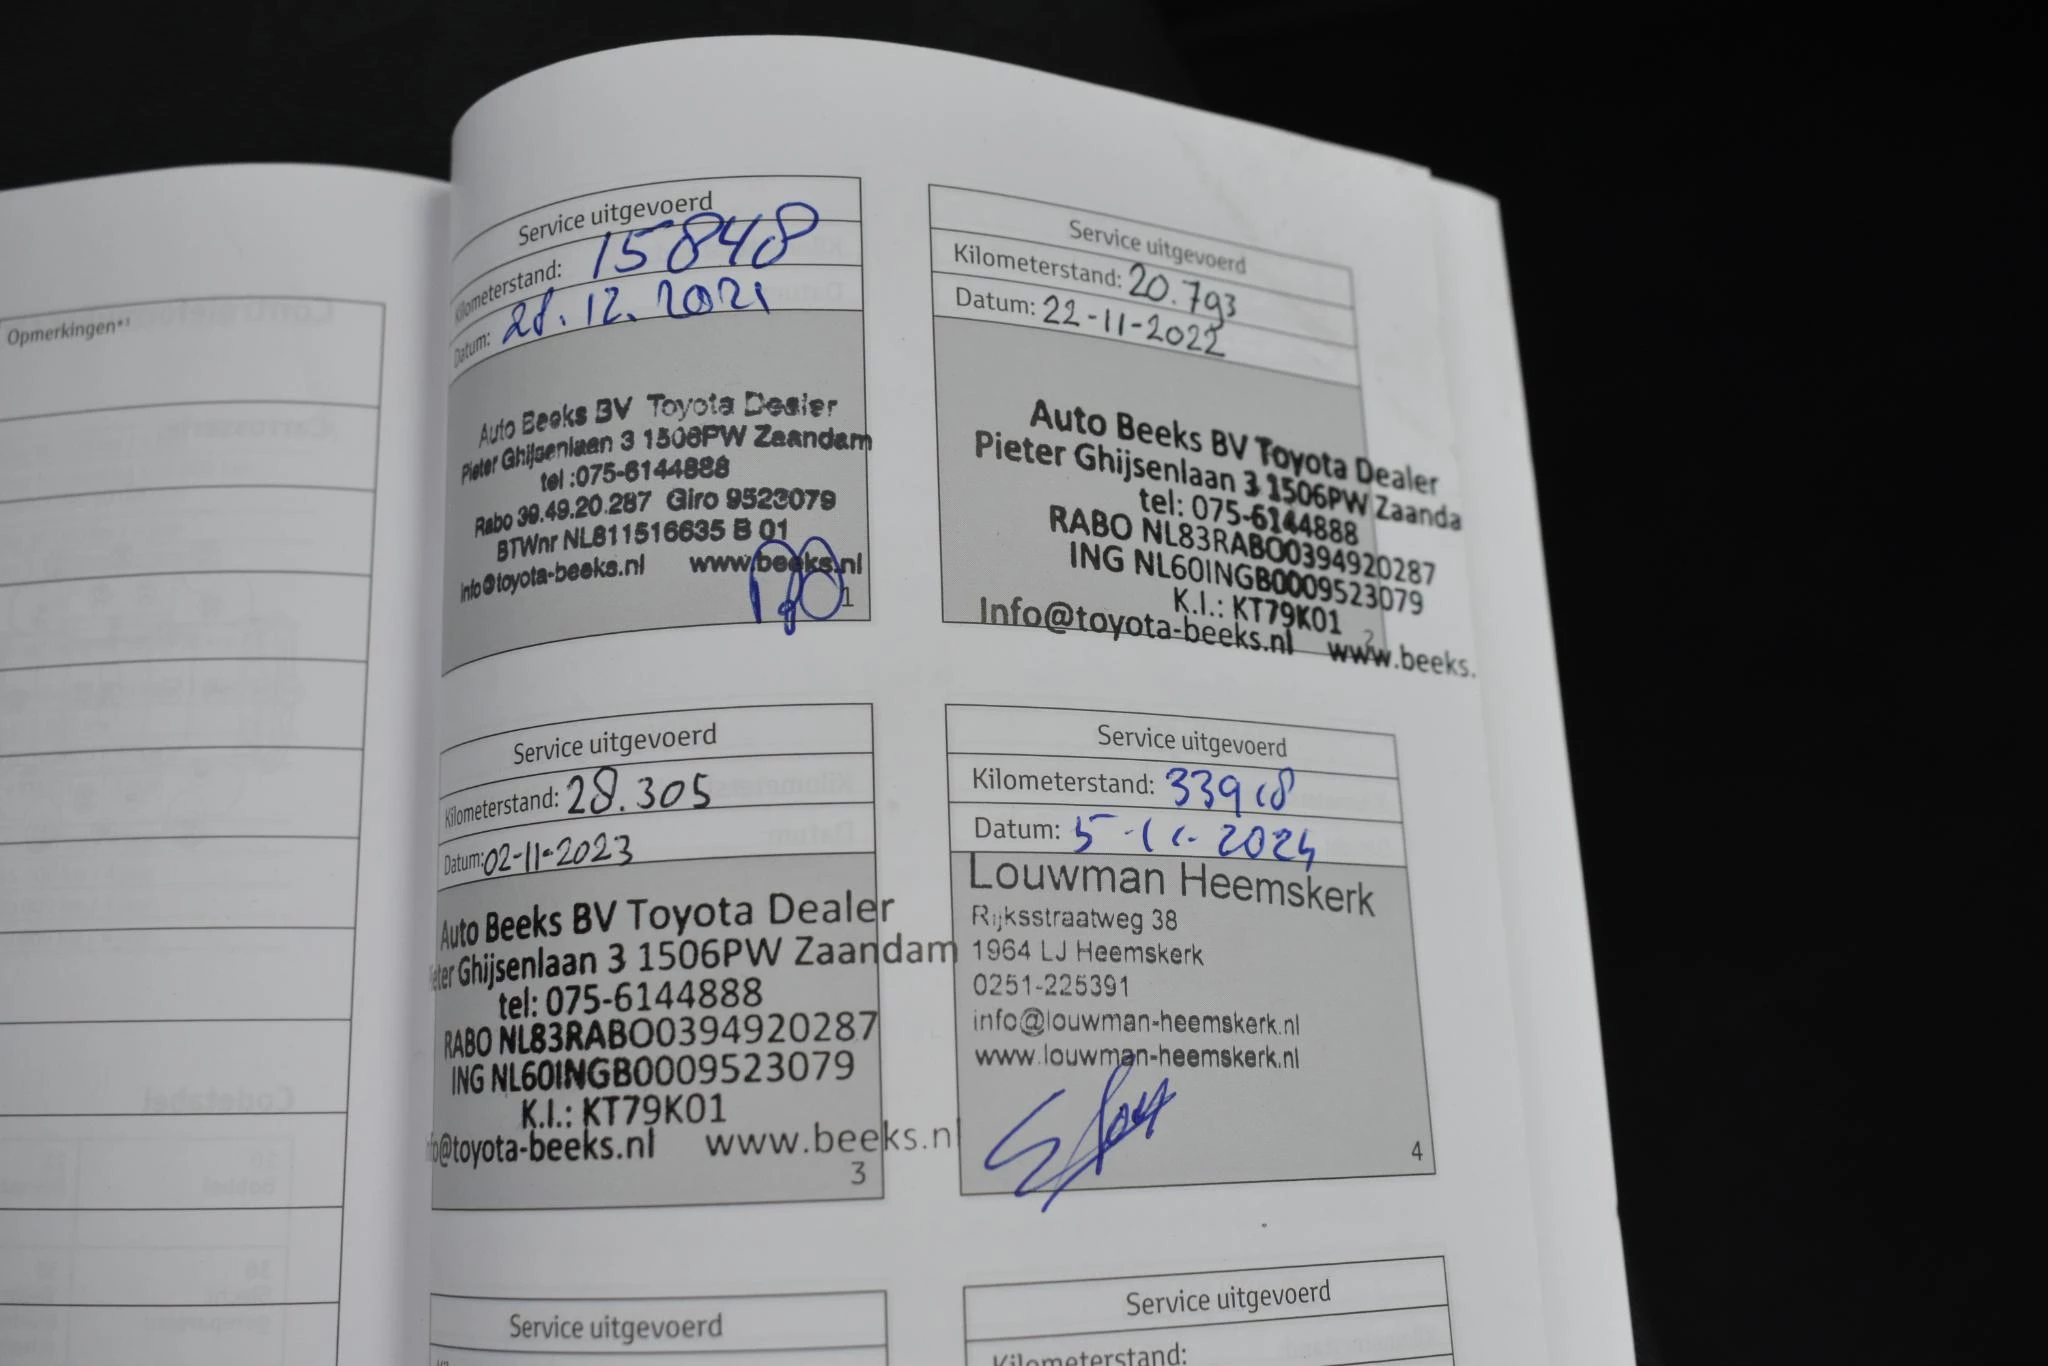 Opmerkingen*¹
Service uitgevoerd
Kilometerstand: 15848
Datum: 28.12.2021
Auto Beeks BV Toyota Dealer
Pieter Ghijsenlaan 3 1506PW Zaandam
tel :075-6144888
Rabo 39.49.20.287 Giro 9523079
BTWnr NL811516635 B 01
info@toyota-beeks.nl www.beeks.nl
1
Service uitgevoerd
Kilometerstand: 20.793
Datum: 22-11-2022
Auto Beeks BV Toyota Dealer
Pieter Ghijsenlaan 3 1506PW Zaanda
tel: 075-6144888
RABO NL83RABO0394920287
ING NL60INGB0009523079
K.I.: KT79K01
Info@toyota-beeks.nl www.beeks.
2
Service uitgevoerd
Kilometerstand: 28.305
Datum: 02-11-2023
Auto Beeks BV Toyota Dealer
Pieter Ghijsenlaan 3 1506PW Zaandam
tel: 075-6144888
RABO NL83RABO0394920287
ING NL60INGB0009523079
K.I.: KT79K01
info@toyota-beeks.nl www.beeks.nl
3
Service uitgevoerd
Kilometerstand: 33918
Datum: 5-11-2024
Louwman Heemskerk
Rijksstraatweg 38
1964 LJ Heemskerk
0251-225391
info@louwman-heemskerk.nl
www.louwman-heemskerk.nl
4
Service uitgevoerd
Service uitgevoerd
Kilometerstand: